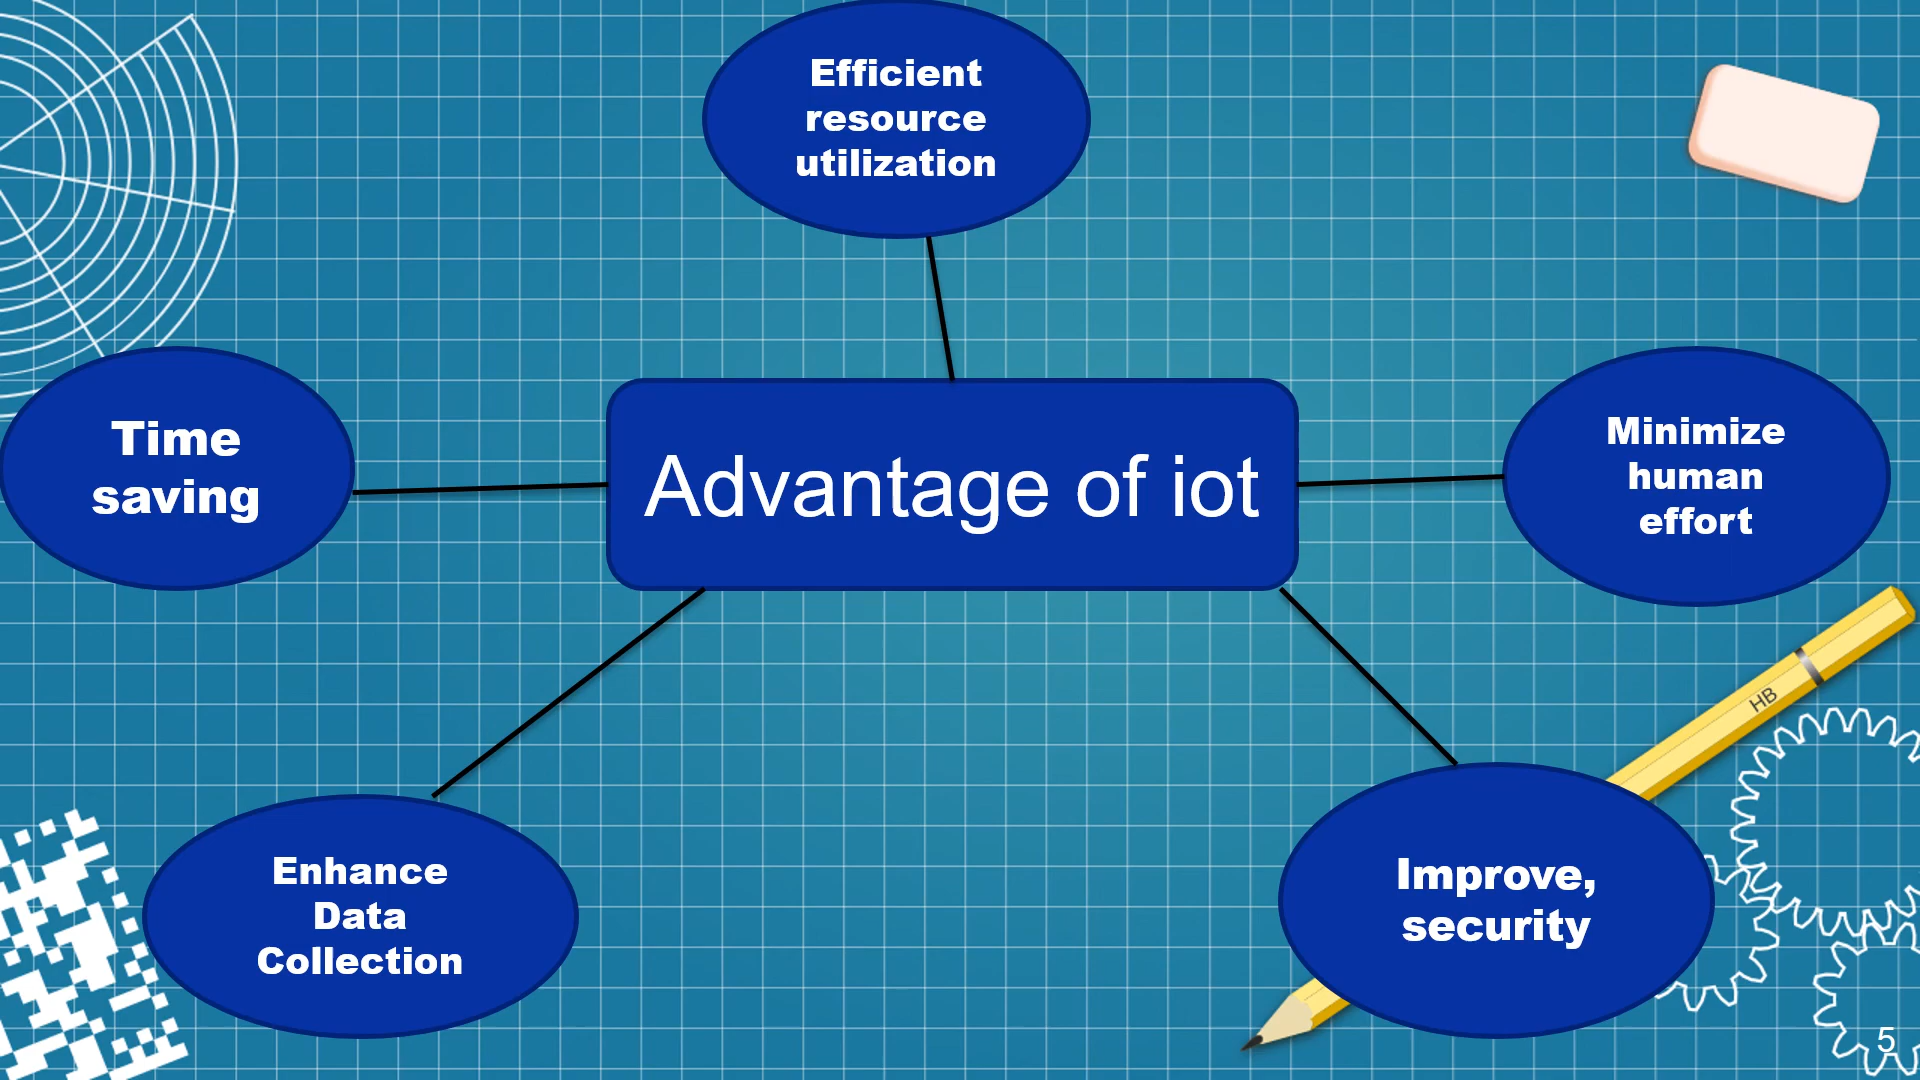 Efficient
resource
utilization
Time
saving
Advantage of iot
Minimize
human
effort
HB
Enhance
Data
Collection
Improve,
security
5